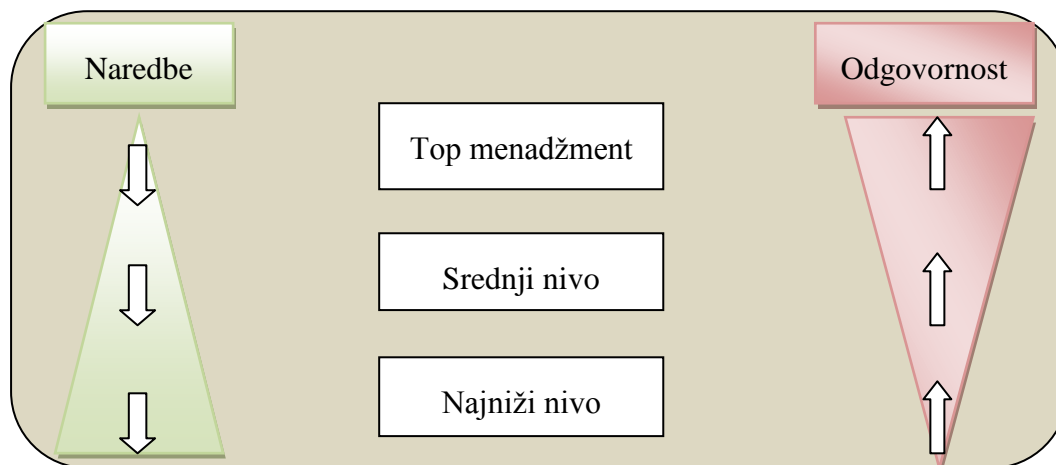 Naredbe
Odgovornost
Top menadžment
Srednji nivo
Najniži nivo